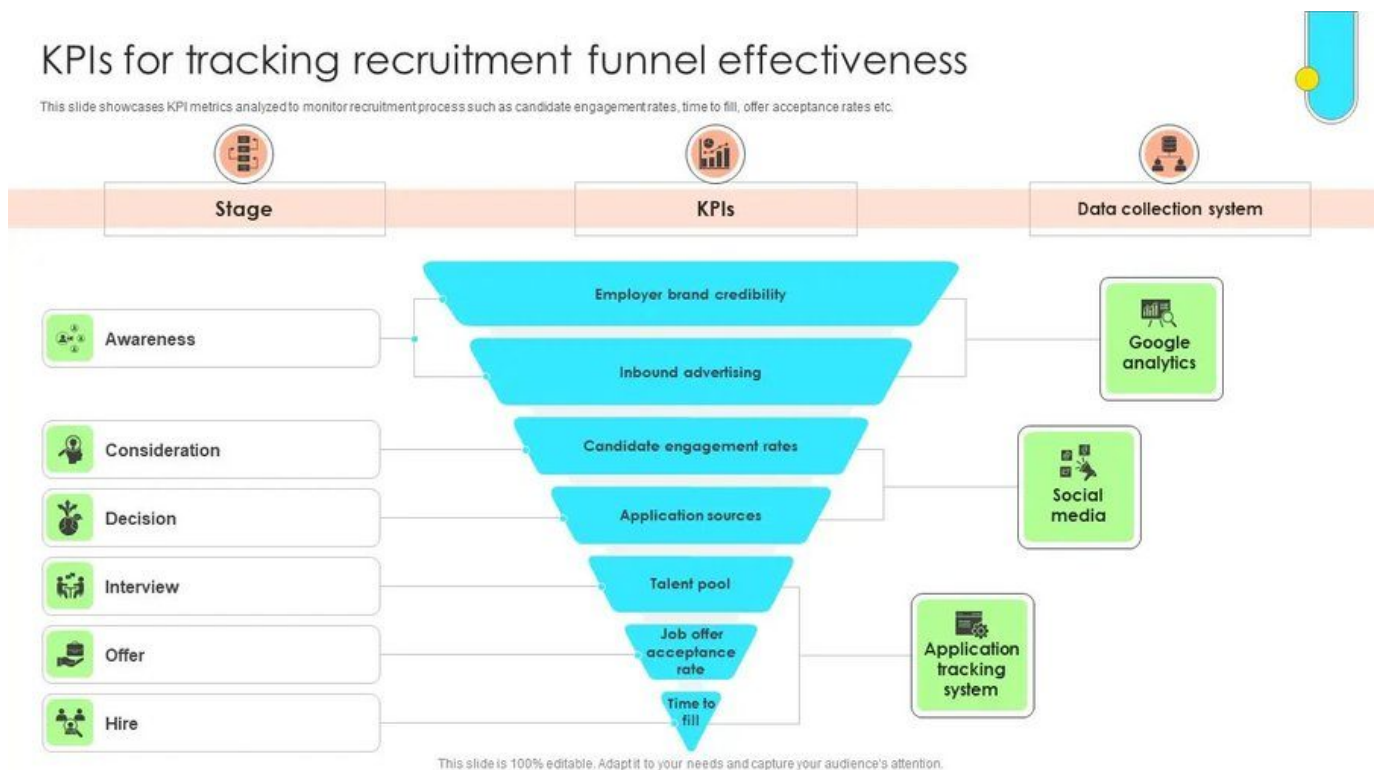 KPIs for tracking recruitment funnel effectiveness
This slide showcases KPI metrics analyzed to monitor recruitment process such as candidate engagement rates, time to fill, offer acceptance rates etc.
Stage
KPIs
Data collection system
Awareness
Consideration
Decision
Interview
Offer
Hire
Employer brand credibility
Inbound advertising
Candidate engagement rates
Application sources
Talent pool
Job offer
acceptance
rate
Time to
fill
Google
analytics
Social
media
Application
tracking
system
This slide is 100% editable. Adapt it to your needs and capture your audience's attention.